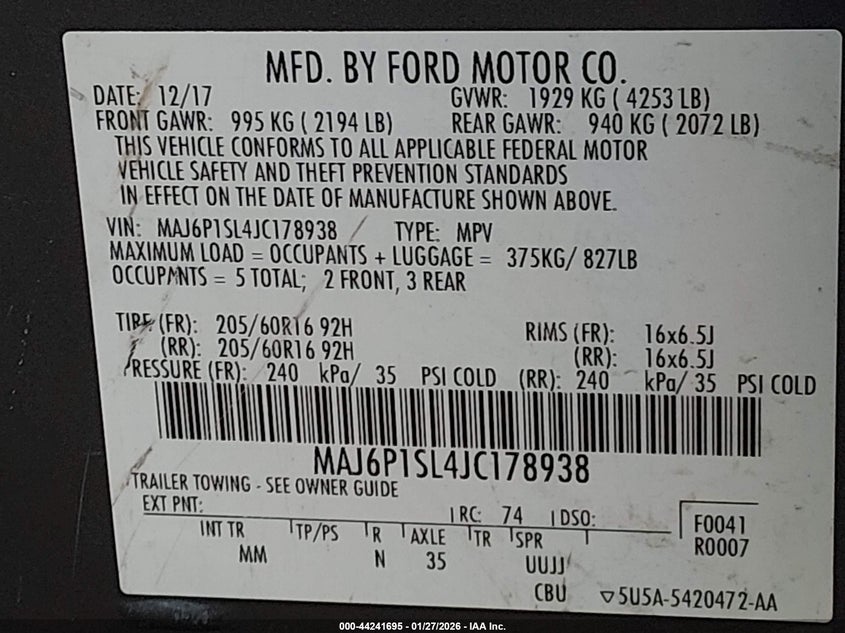 MFD. BY FORD MOTOR CO.
DATE: 12/17 GVWR: 1929 KG ( 4253 LB)
FRONT GAWR: 995 KG ( 2194 LB) REAR GAWR: 940 KG ( 2072 LB)
THIS VEHICLE CONFORMS TO ALL APPLICABLE FEDERAL MOTOR
VEHICLE SAFETY AND THEFT PREVENTION STANDARDS
IN EFFECT ON THE DATE OF MANUFACTURE SHOWN ABOVE.
VIN: MAJ6P1SL4JC178938 TYPE: MPV
MAXIMUM LOAD = OCCUPANTS + LUGGAGE = 375KG/ 827LB
OCCUPANTS = 5 TOTAL; 2 FRONT, 3 REAR
TIRE (FR): 205/60R16 92H RIMS (FR): 16x6.5J
(RR): 205/60R16 92H (RR): 16x6.5J
PRESSURE (FR): 240 kPa/ 35 PSI COLD (RR): 240 kPa/ 35 PSI COLD
MAJ6P1SL4JC178938
TRAILER TOWING - SEE OWNER GUIDE
EXT PNT: RC: 74 DSO: F0041
INT TR TP/PS R AXLE TR SPR R0007
MM N 35 UUJJ
CBU ▽5U5A-5420472-AA
000-44241695 - 01/27/2026 - IAA Inc.